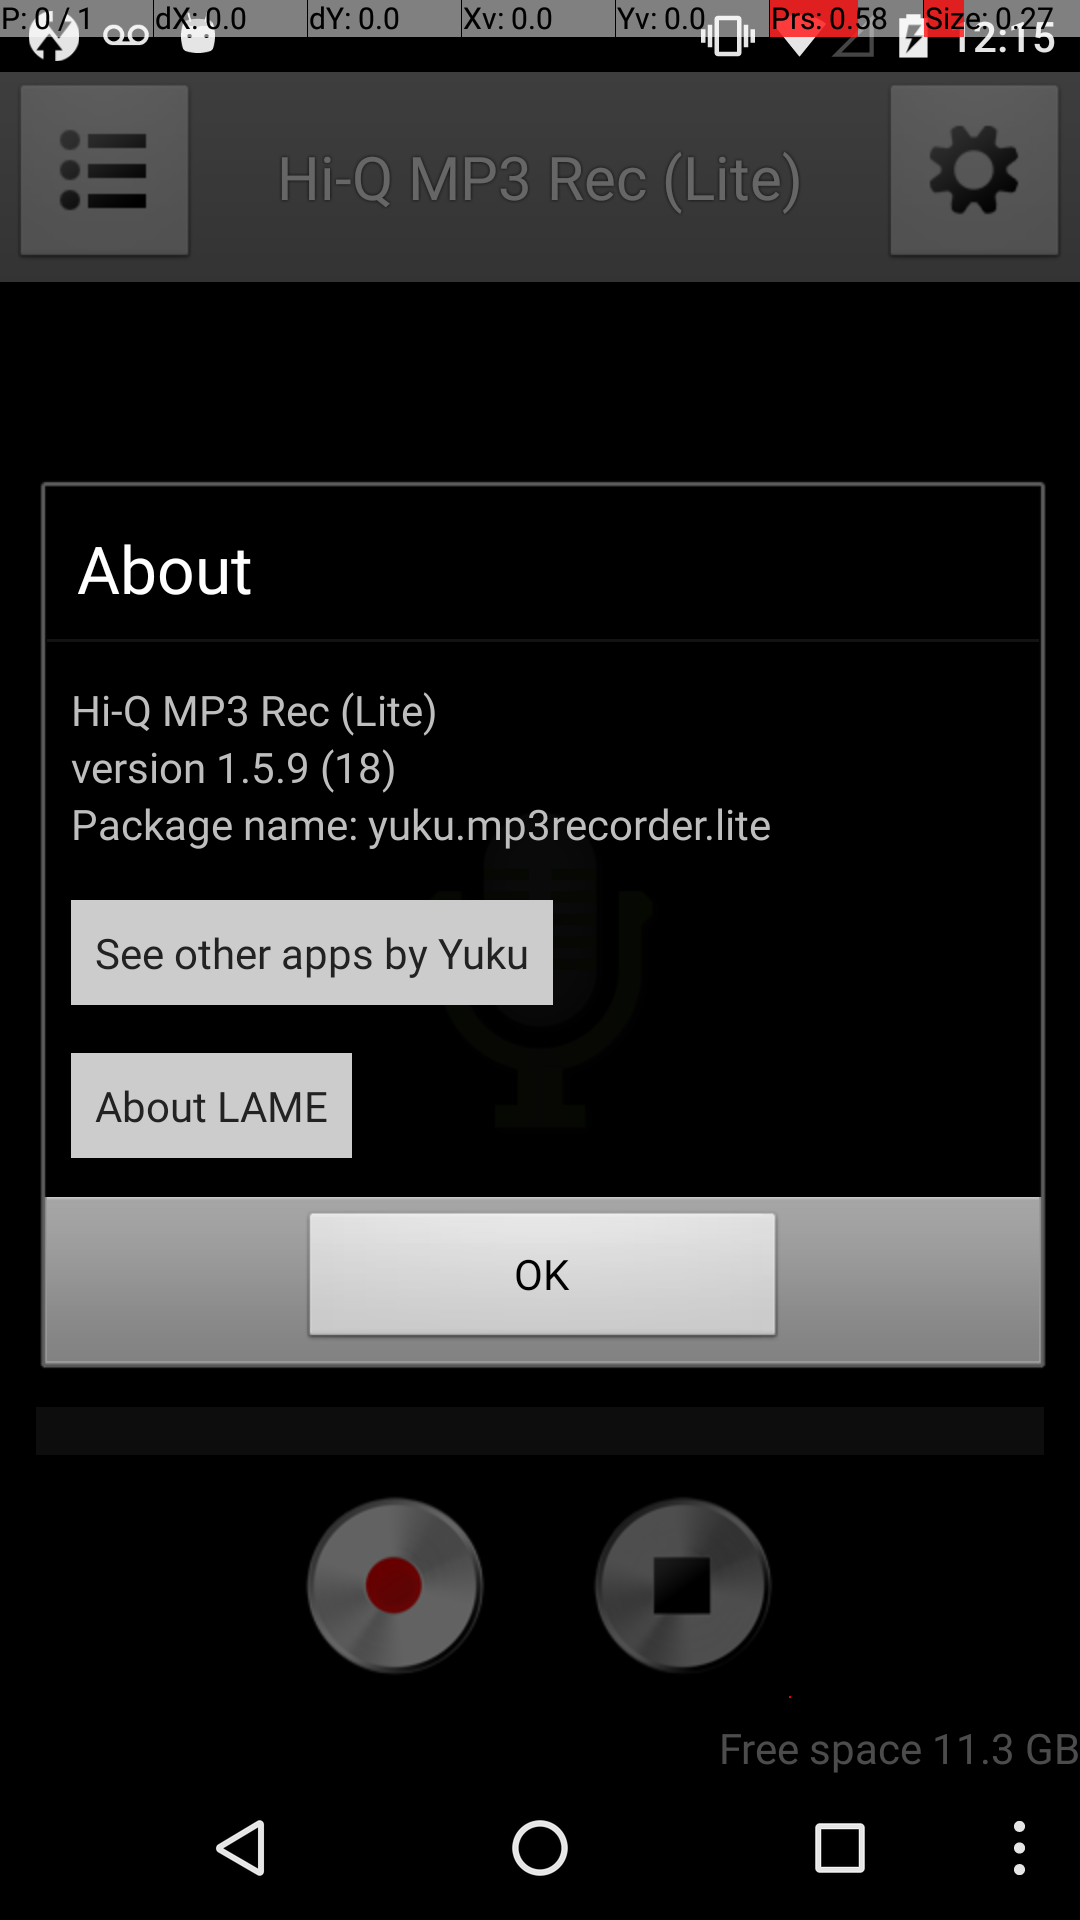 P: 0 / 1 dX: 0.0 dY: 0.0 Xv: 0.0 Yv: 0.0 Prs: 0.58 Size: 0.27
12:15
Hi-Q MP3 Rec (Lite)
About
Hi-Q MP3 Rec (Lite)
version 1.5.9 (18)
Package name: yuku.mp3recorder.lite
See other apps by Yuku
About LAME
OK
Free space 11.3 GB